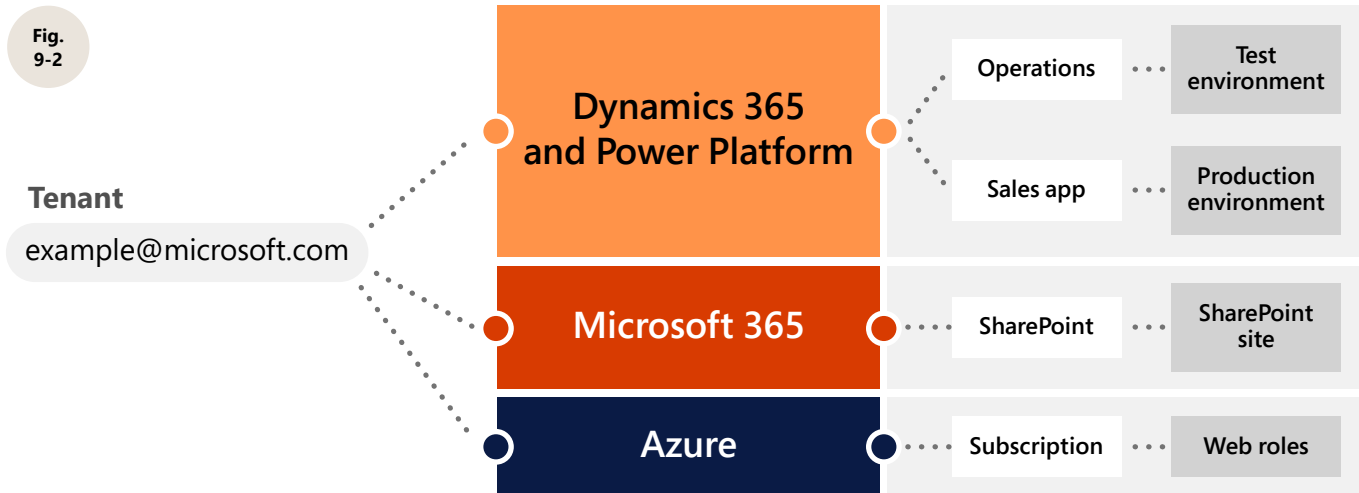 Fig.
9-2
Tenant
example@microsoft.com
Dynamics 365
and Power Platform
Operations
Test
environment
Sales app
Production
environment
Microsoft 365
SharePoint
SharePoint
site
Azure
Subscription
Web roles